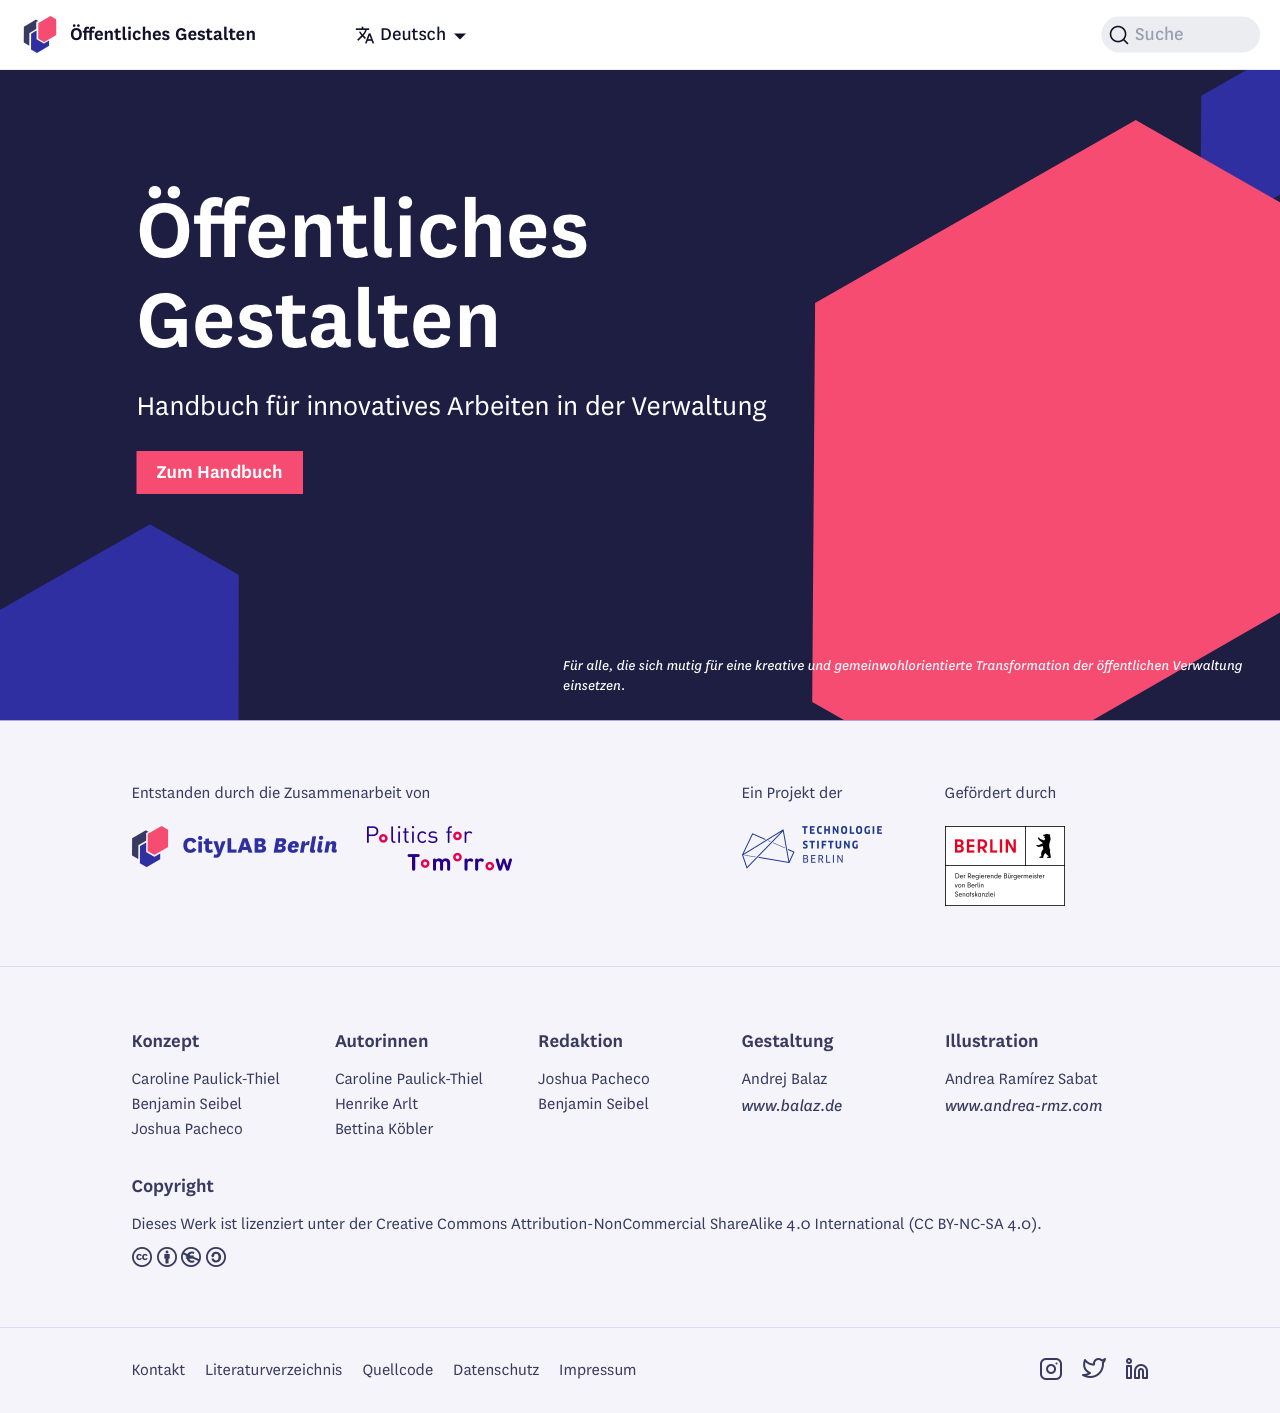 Öffentliches Gestalten
Deutsch
Suche
Öffentliches
Gestalten
Handbuch für innovatives Arbeiten in der Verwaltung
Zum Handbuch
Für alle, die sich mutig für eine kreative und gemeinwohlorientierte Transformation der öffentlichen Verwaltung
einsetzen.
Entstanden durch die Zusammenarbeit von
CityLAB Berlin
Politics for
Tomorrow
Ein Projekt der
TECHNOLOGIE
STIFTUNG
BERLIN
Gefördert durch
BERLIN
Der Regierende Bürgermeister
von Berlin
Senatskanzlei
Konzept
Caroline Paulick-Thiel
Benjamin Seibel
Joshua Pacheco
Autorinnen
Caroline Paulick-Thiel
Henrike Arlt
Bettina Köbler
Redaktion
Joshua Pacheco
Benjamin Seibel
Gestaltung
Andrej Balaz
www.balaz.de
Illustration
Andrea Ramírez Sabat
www.andrea-rmz.com
Copyright
Dieses Werk ist lizenziert unter der Creative Commons Attribution-NonCommercial ShareAlike 4.0 International (CC BY-NC-SA 4.0).
Kontakt Literaturverzeichnis Quellcode Datenschutz Impressum